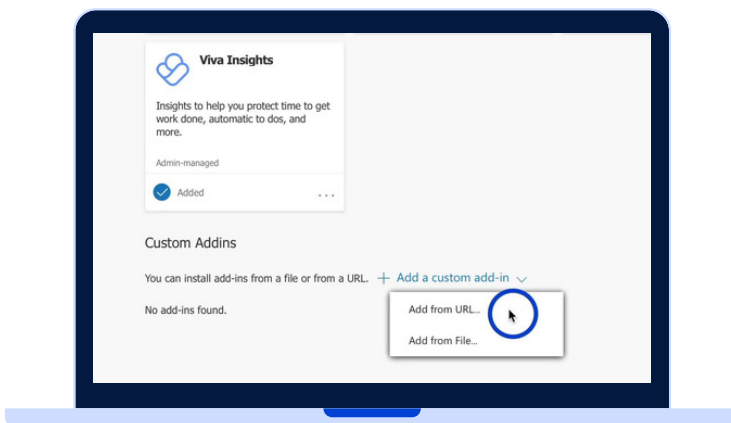 Viva Insights
Insights to help you protect time to get
work done, automatic to dos, and
more.
Admin-managed
Added
...
Custom Addins
You can install add-ins from a file or from a URL. + Add a custom add-in
No add-ins found.
Add from URL...
Add from File...